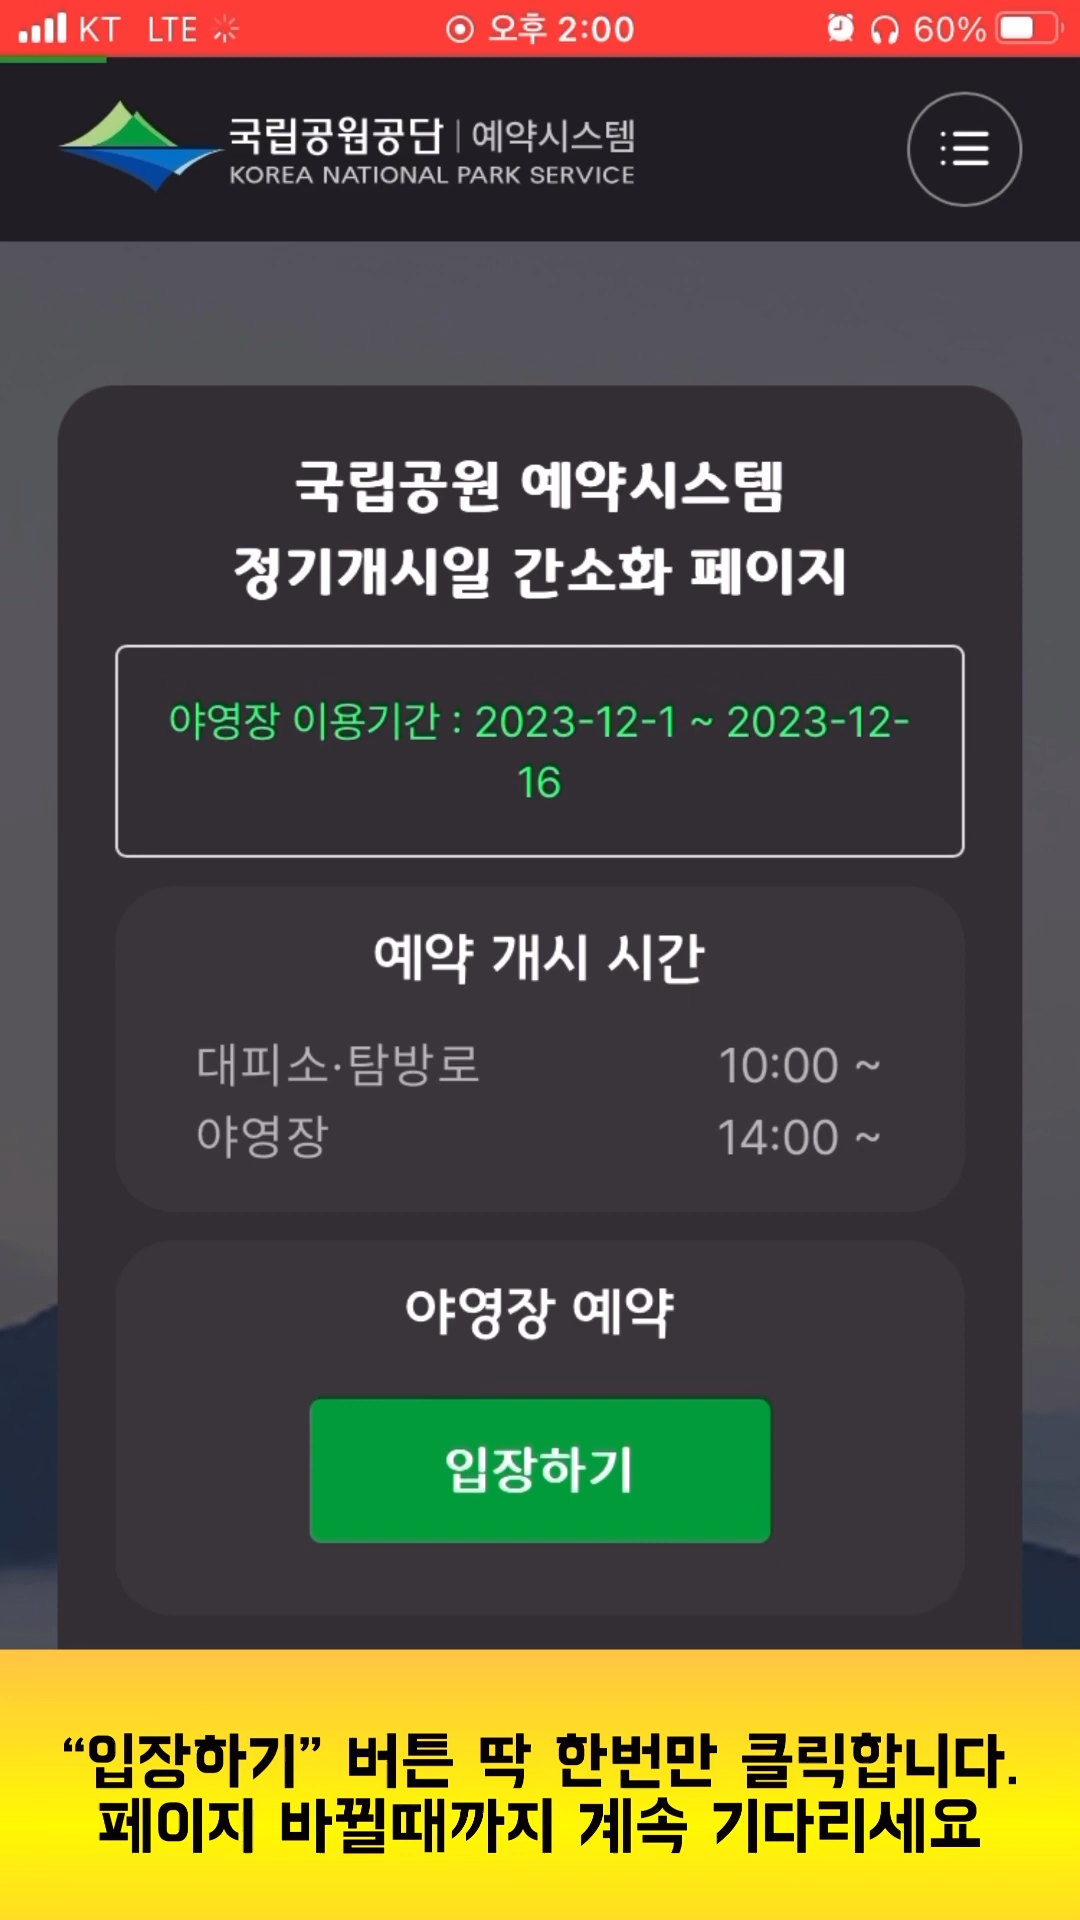 KT LTE 오후 2:00 60%
국립공원공단 | 예약시스템
KOREA NATIONAL PARK SERVICE
국립공원 예약시스템
정기개시일 간소화 페이지
야영장 이용기간 : 2023-12-1 ~ 2023-12-
16
예약 개시 시간
대피소·탐방로 10:00 ~
야영장 14:00 ~
야영장 예약
입장하기
“입장하기” 버튼 딱 한번만 클릭합니다.
페이지 바뀔때까지 계속 기다리세요